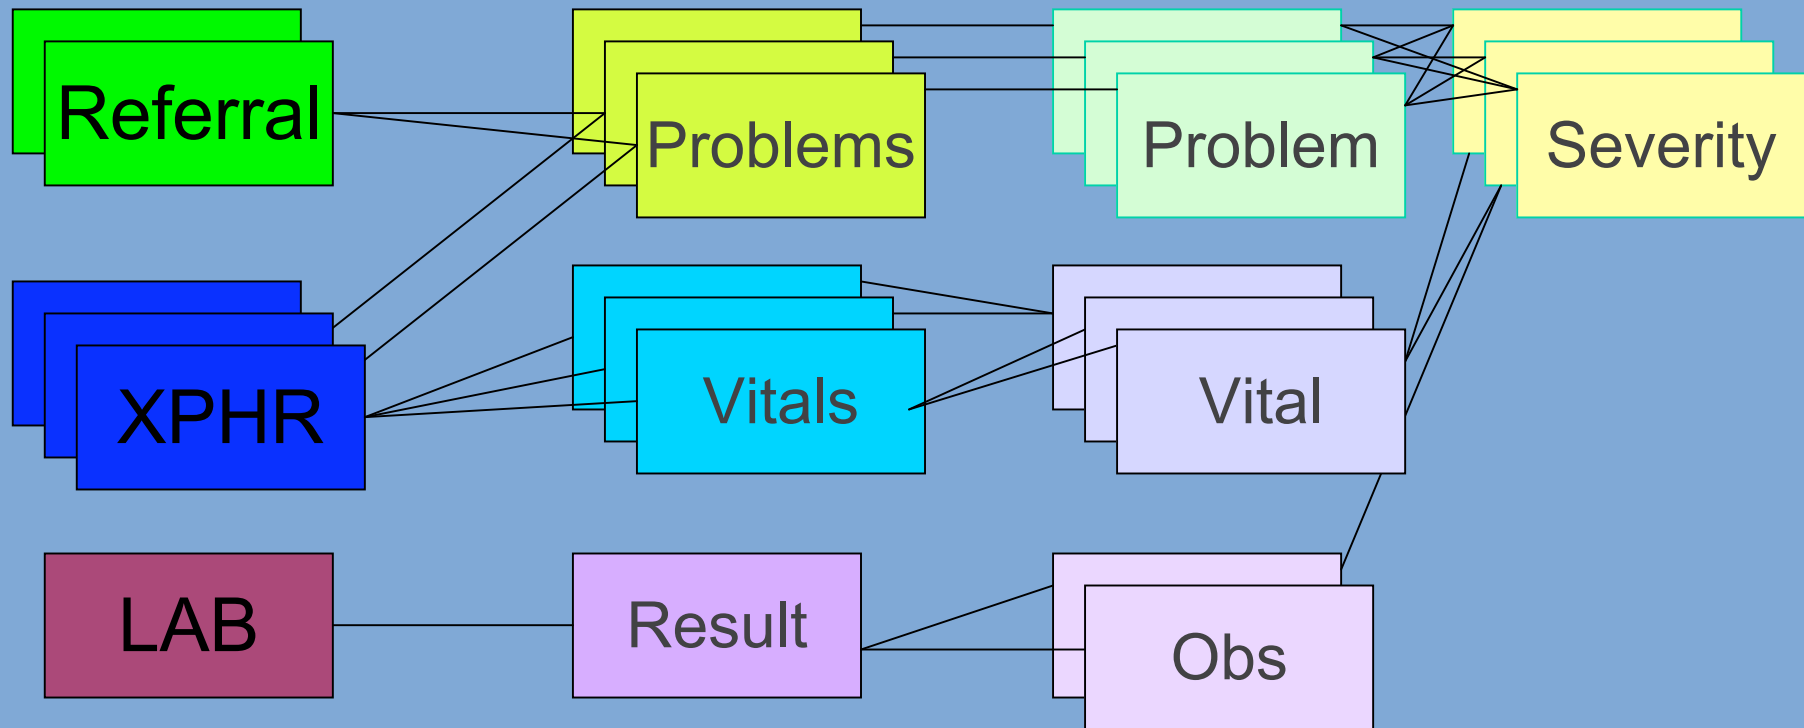 Referral
Problems
Problem
Severity
XPHR
Vitals
Vital
LAB
Result
Obs